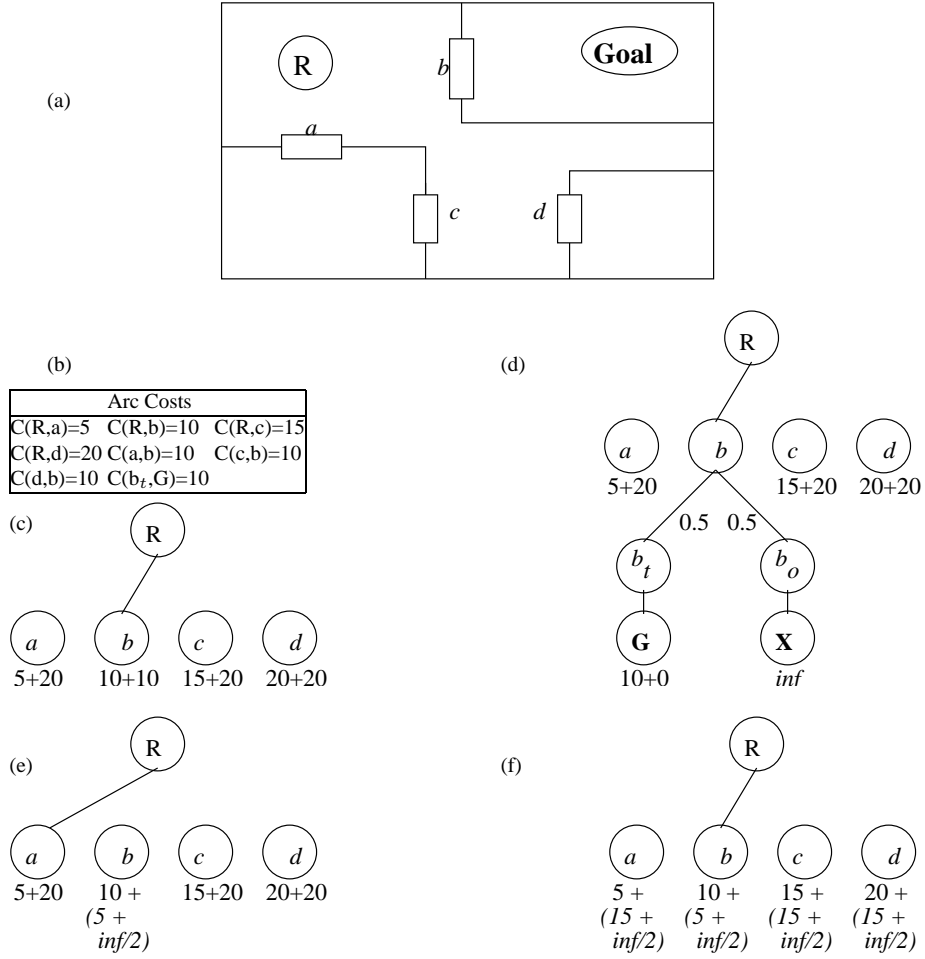 (a)
R
Goal
b
a
c
d
(b)
Arc Costs
C(R,a)=5 C(R,b)=10 C(R,c)=15
C(R,d)=20 C(a,b)=10 C(c,b)=10
C(d,b)=10 C(b_t,G)=10
(c)
R
a b c d
5+20 10+10 15+20 20+20
(d)
R
a b c d
5+20 15+20 20+20
0.5 0.5
b_t b_o
G X
10+0 inf
(e)
R
a b c d
5+20 10 + 15+20 20+20
(5 +
inf/2)
(f)
R
a b c d
5 + 10 + 15 + 20 +
(15 + (5 + (15 + (15 +
inf/2) inf/2) inf/2) inf/2)